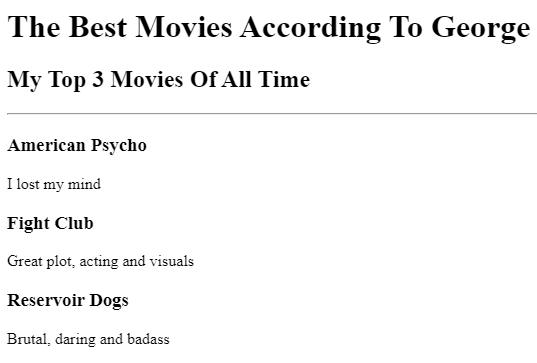 The Best Movies According To George
My Top 3 Movies Of All Time
American Psycho
I lost my mind
Fight Club
Great plot, acting and visuals
Reservoir Dogs
Brutal, daring and badass